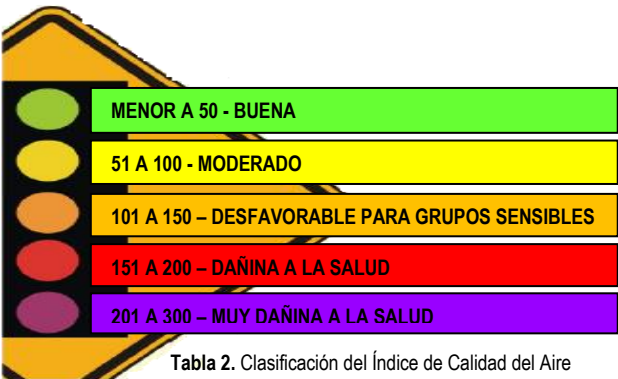 MENOR A 50 - BUENA
51 A 100 - MODERADO
101 A 150 – DESFAVORABLE PARA GRUPOS SENSIBLES
151 A 200 – DAÑINA A LA SALUD
201 A 300 – MUY DAÑINA A LA SALUD
Tabla 2. Clasificación del Índice de Calidad del Aire